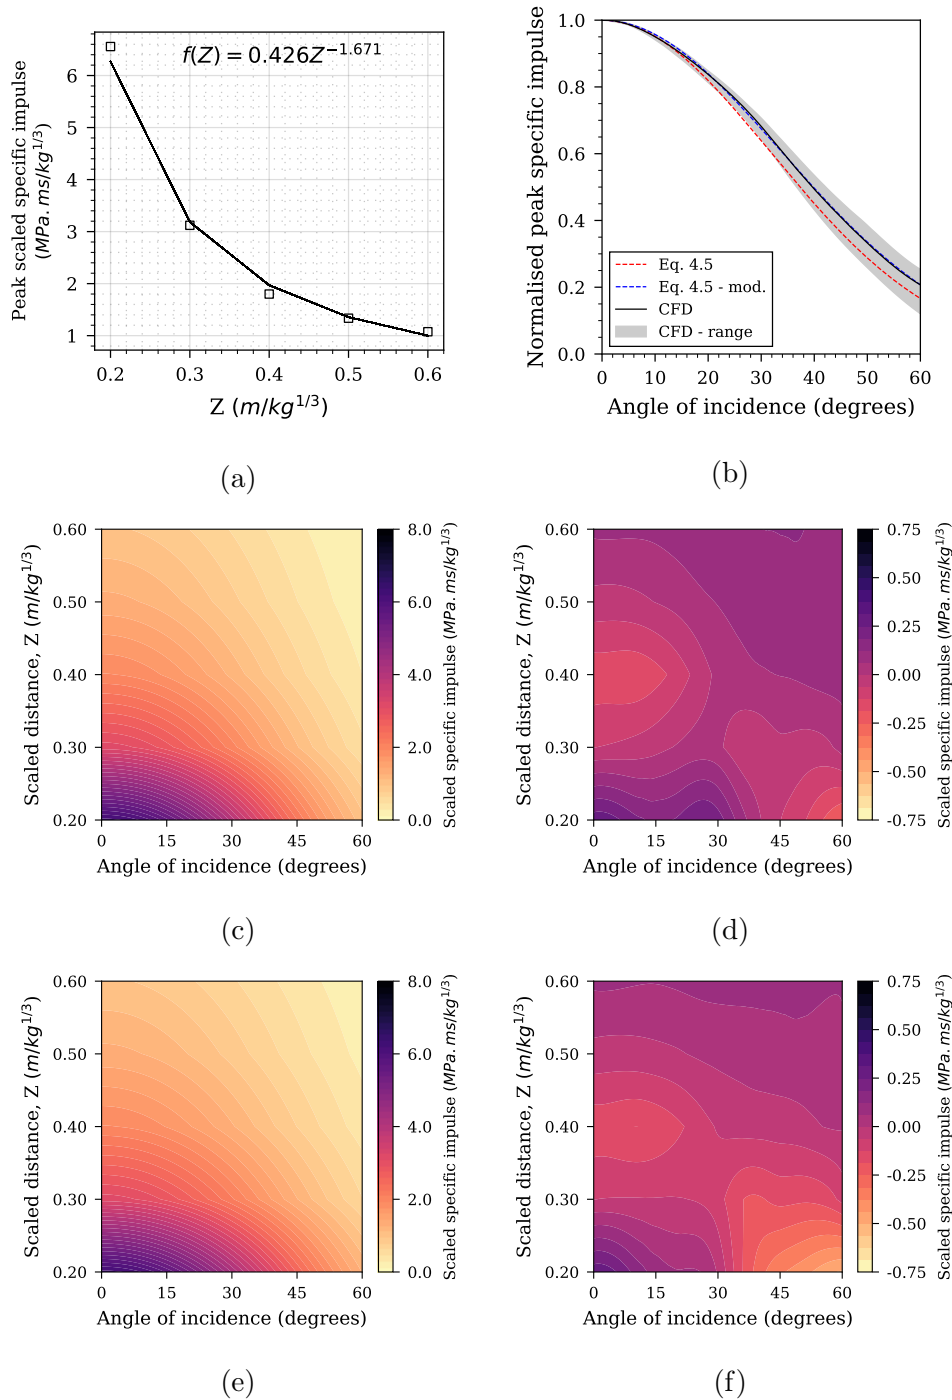 f(Z) = 0.426Z^{-1.671}
Peak scaled specific impulse
(MPa.ms/kg^{1/3})
6
5
4
3
2
1
0.2 0.3 0.4 0.5 0.6
Z (m/kg^{1/3})
(a)
Normalised peak specific impulse
1.0
0.8
0.6
0.4
0.2
0.0
Eq. 4.5
Eq. 4.5 - mod.
CFD
CFD - range
0 10 20 30 40 50 60
Angle of incidence (degrees)
(b)
Scaled distance, Z (m/kg^{1/3})
0.60
0.50
0.40
0.30
0.20
0 15 30 45 60
Angle of incidence (degrees)
8.0
6.0
4.0
2.0
0.0
Scaled specific impulse (MPa.ms/kg^{1/3})
(c)
Scaled distance, Z (m/kg^{1/3})
0.60
0.50
0.40
0.30
0.20
0 15 30 45 60
Angle of incidence (degrees)
0.75
0.50
0.25
0.00
-0.25
-0.50
-0.75
Scaled specific impulse (MPa.ms/kg^{1/3})
(d)
Scaled distance, Z (m/kg^{1/3})
0.60
0.50
0.40
0.30
0.20
0 15 30 45 60
Angle of incidence (degrees)
8.0
6.0
4.0
2.0
0.0
Scaled specific impulse (MPa.ms/kg^{1/3})
(e)
Scaled distance, Z (m/kg^{1/3})
0.60
0.50
0.40
0.30
0.20
0 15 30 45 60
Angle of incidence (degrees)
0.75
0.50
0.25
0.00
-0.25
-0.50
-0.75
Scaled specific impulse (MPa.ms/kg^{1/3})
(f)